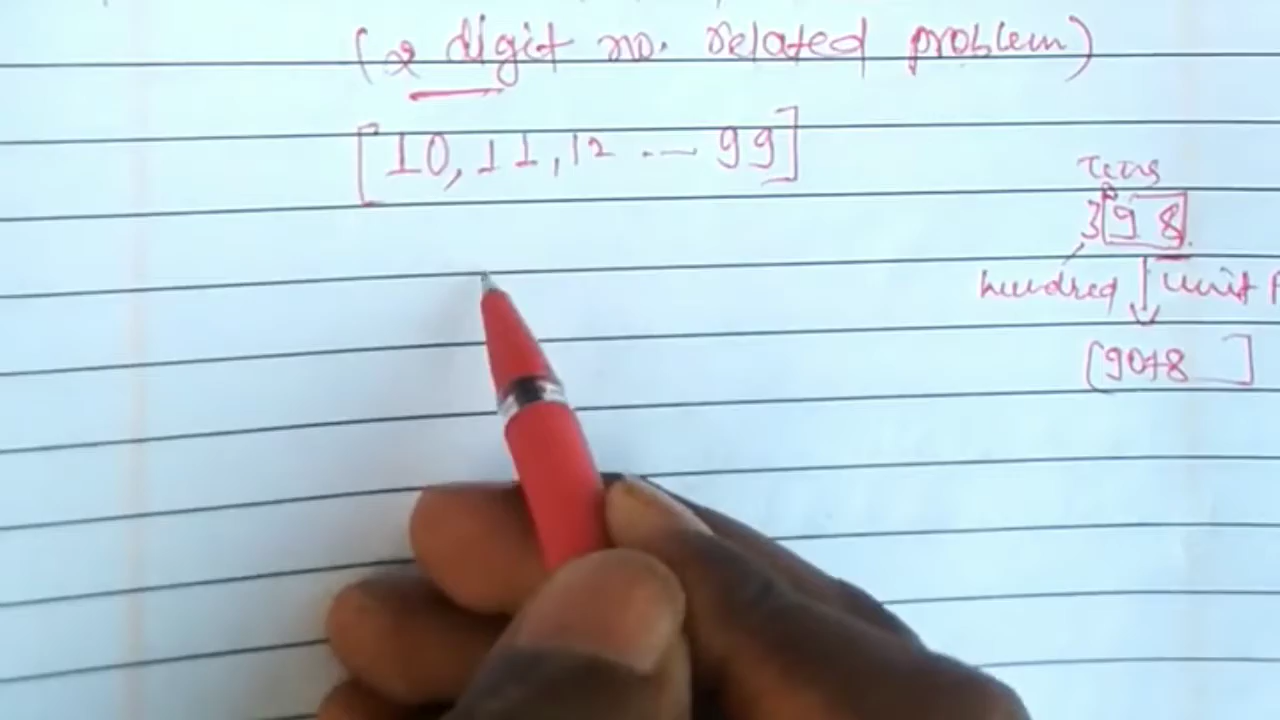 (2 digit no. related problem)
[10, 11, 12 ... 99]
Tens
398
hundred unit
[90+8 ]